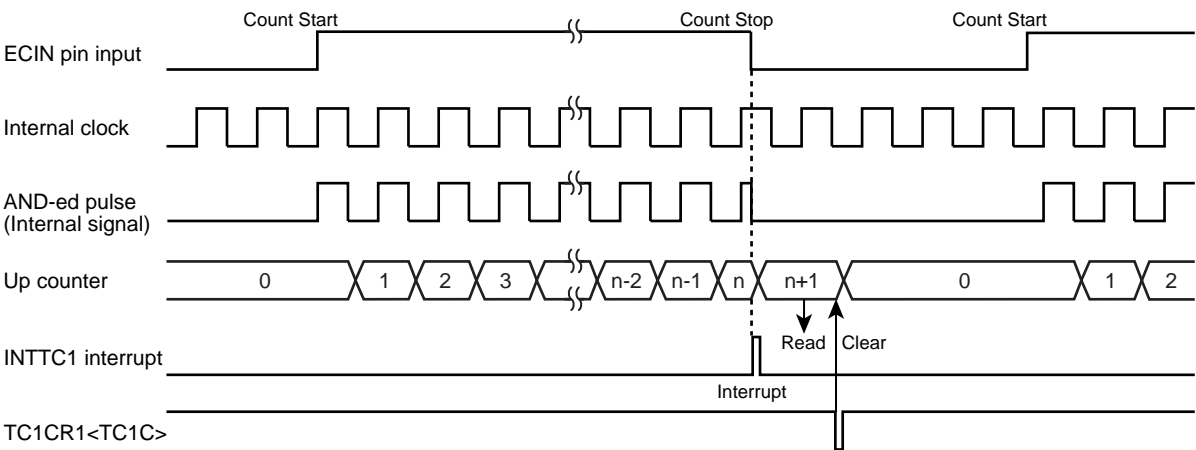 Count Start Count Stop Count Start
ECIN pin input
Internal clock
AND-ed pulse
(Internal signal)
Up counter 0 1 2 3 n-2 n-1 n n+1 0 1 2
Read Clear
INTTC1 interrupt
Interrupt
TC1CR1<TC1C>